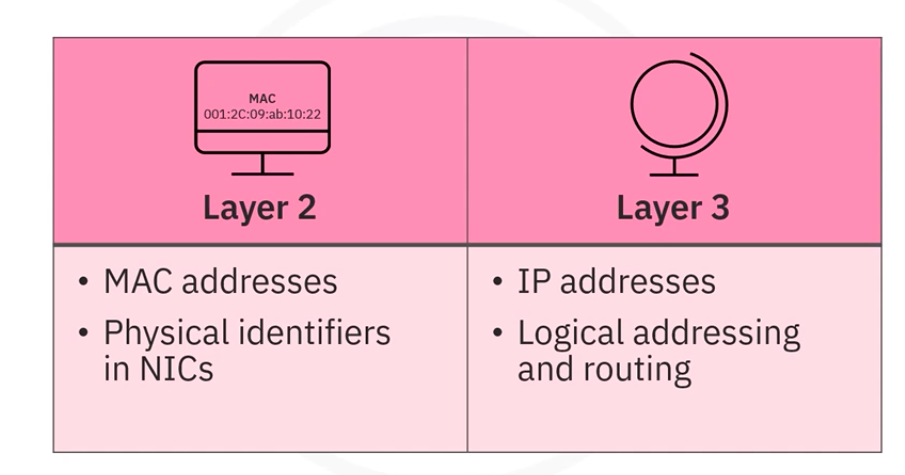 MAC
001:2C:09:ab:10:22
Layer 2
Layer 3
• MAC addresses
• Physical identifiers
in NICs
• IP addresses
• Logical addressing
and routing